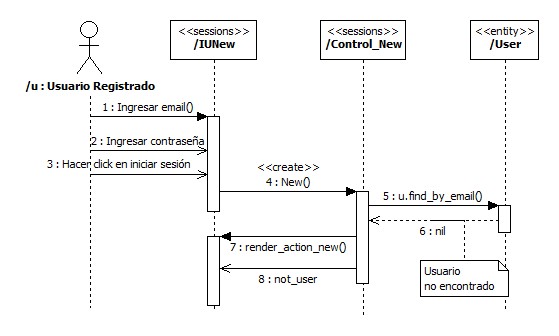 <<sessions>>
/IUNew
<<sessions>>
/Control_New
<<entity>>
/User
/u : Usuario Registrado
1 : Ingresar email()
2 : Ingresar contraseña
3 : Hacer click en iniciar sesión
<<create>>
4 : New()
5 : u.find_by_email()
6 : nil
7 : render_action_new()
8 : not_user
Usuario
no encontrado